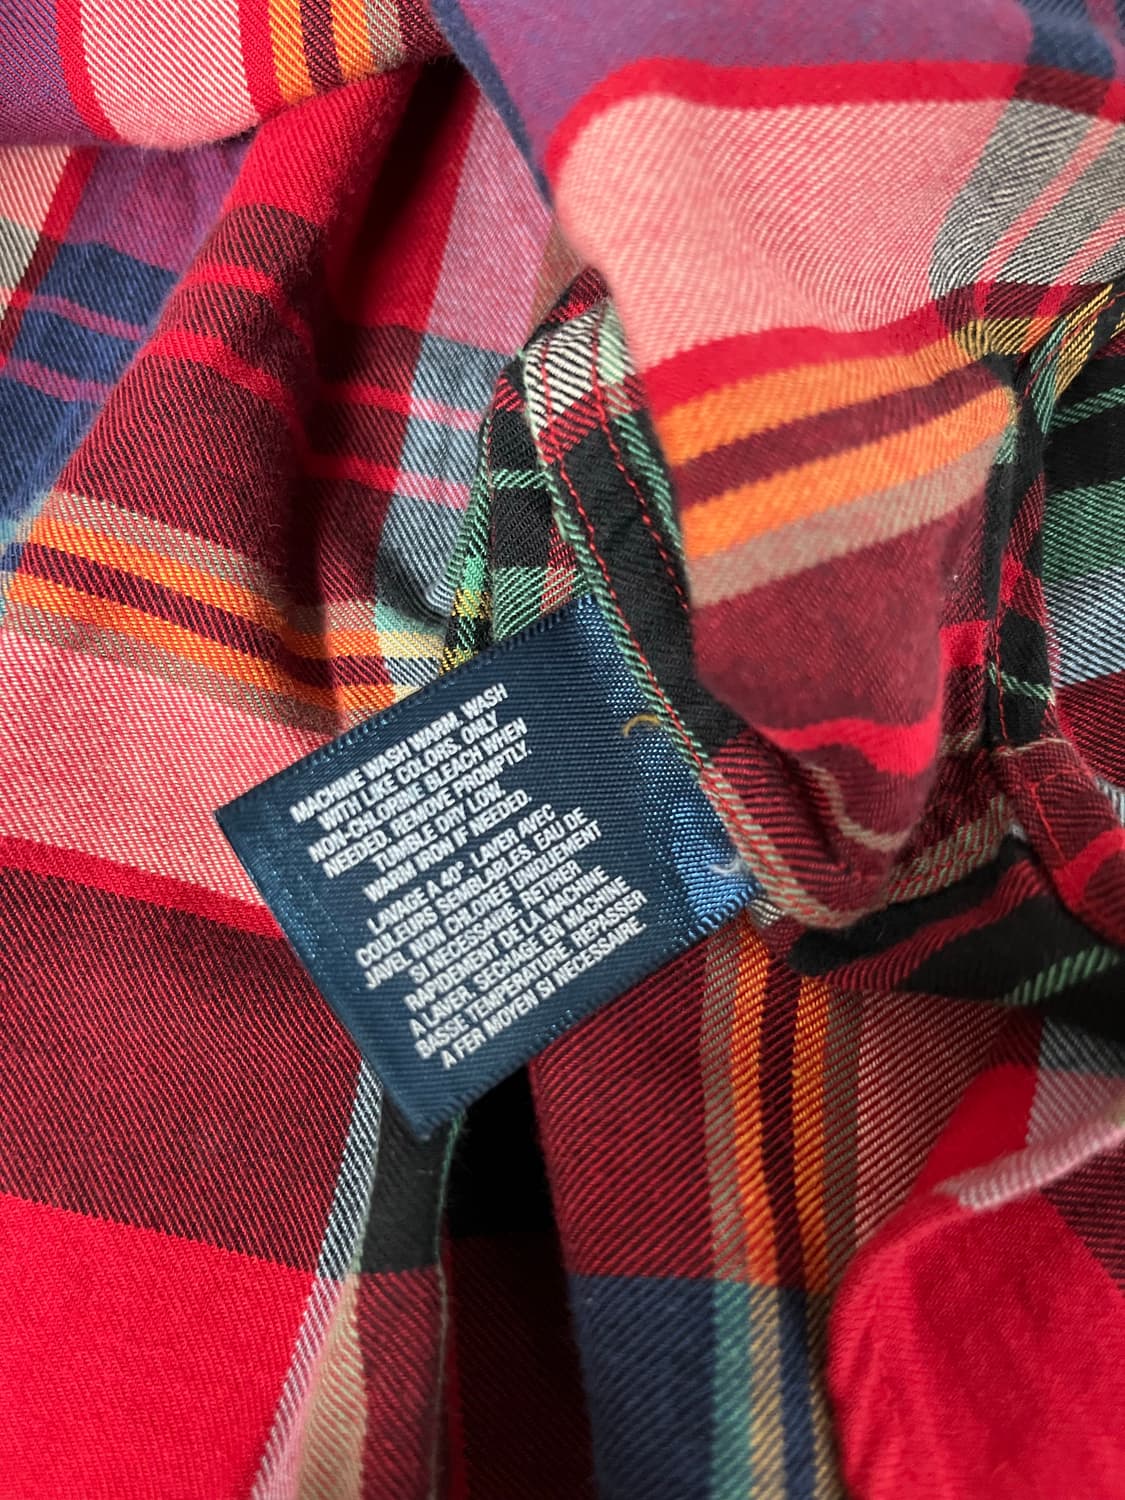 MACHINE WASH WARM, WASH
WITH LIKE COLORS. ONLY
NON-CHLORINE BLEACH WHEN
NEEDED. REMOVE PROMPTLY.
TUMBLE DRY LOW.
WARM IRON IF NEEDED.
LAVAGE A 40º. LAVER AVEC
COULEURS SEMBLABLES. EAU DE
JAVEL NON CHLOREE UNIQUEMENT
SI NECESSAIRE. RETIRER
RAPIDEMENT DE LA MACHINE
A LAVER. SECHAGE EN MACHINE
BASSE TEMPERATURE. REPASSER
A FER MOYEN SI NECESSAIRE